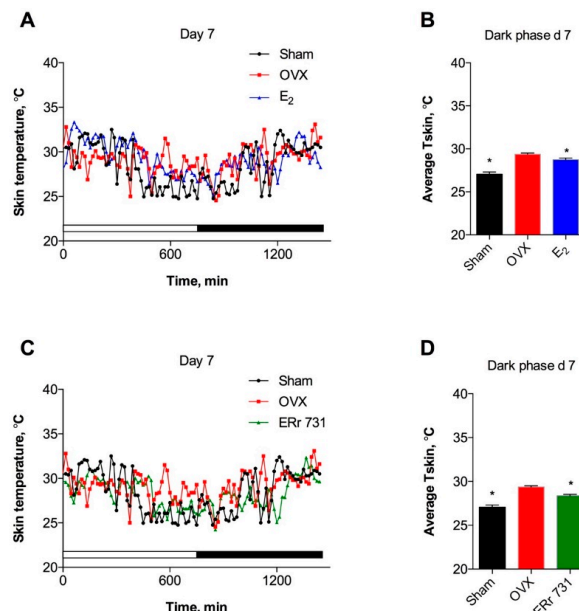 A
Day 7
Sham
OVX
E₂
Skin temperature, °C
40
35
30
25
20
0
600
1200
Time, min
B
Dark phase d 7
Average Tskin, °C
40
35
30
25
20
*
*
Sham
OVX
E₂
C
Day 7
Sham
OVX
ERr 731
Skin temperature, °C
40
35
30
25
20
0
600
1200
Time, min
D
Dark phase d 7
Average Tskin, °C
40
35
30
25
20
*
*
Sham
OVX
ERr 731